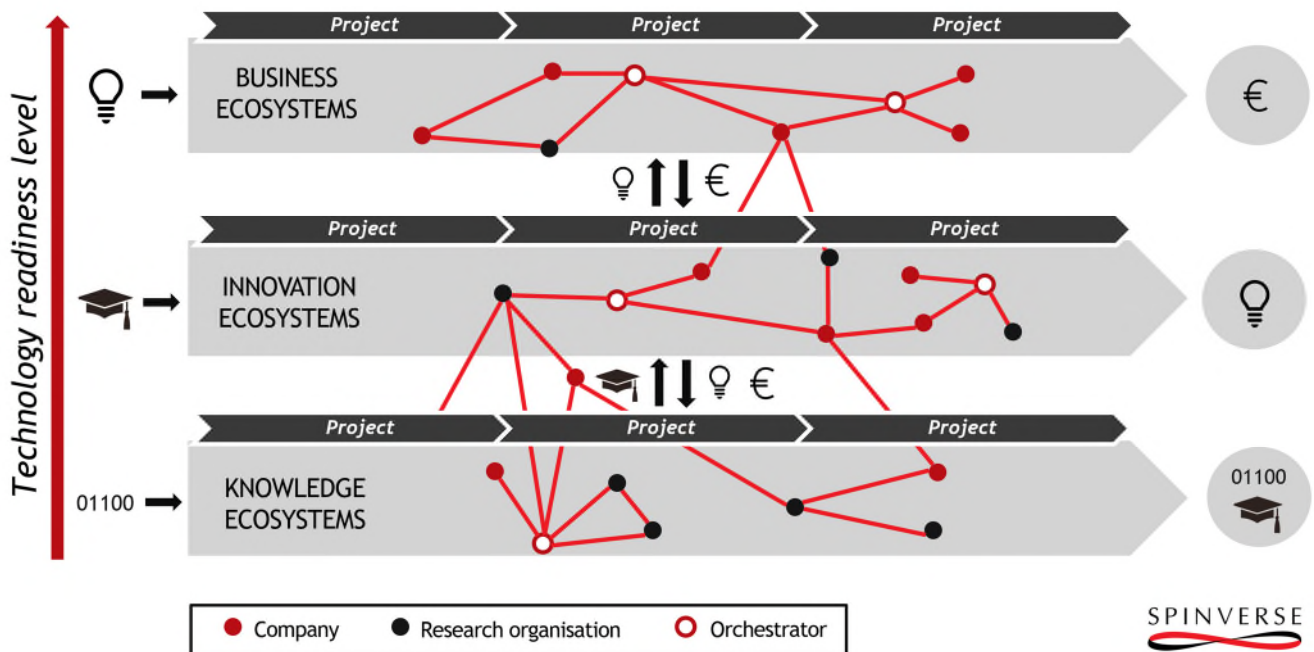 Technology readiness level
Project
Project
Project
BUSINESS
ECOSYSTEMS
€
€
Project
Project
Project
INNOVATION
ECOSYSTEMS
€
Project
Project
Project
01100
KNOWLEDGE
ECOSYSTEMS
01100
Company
Research organisation
Orchestrator
SPINVERSE